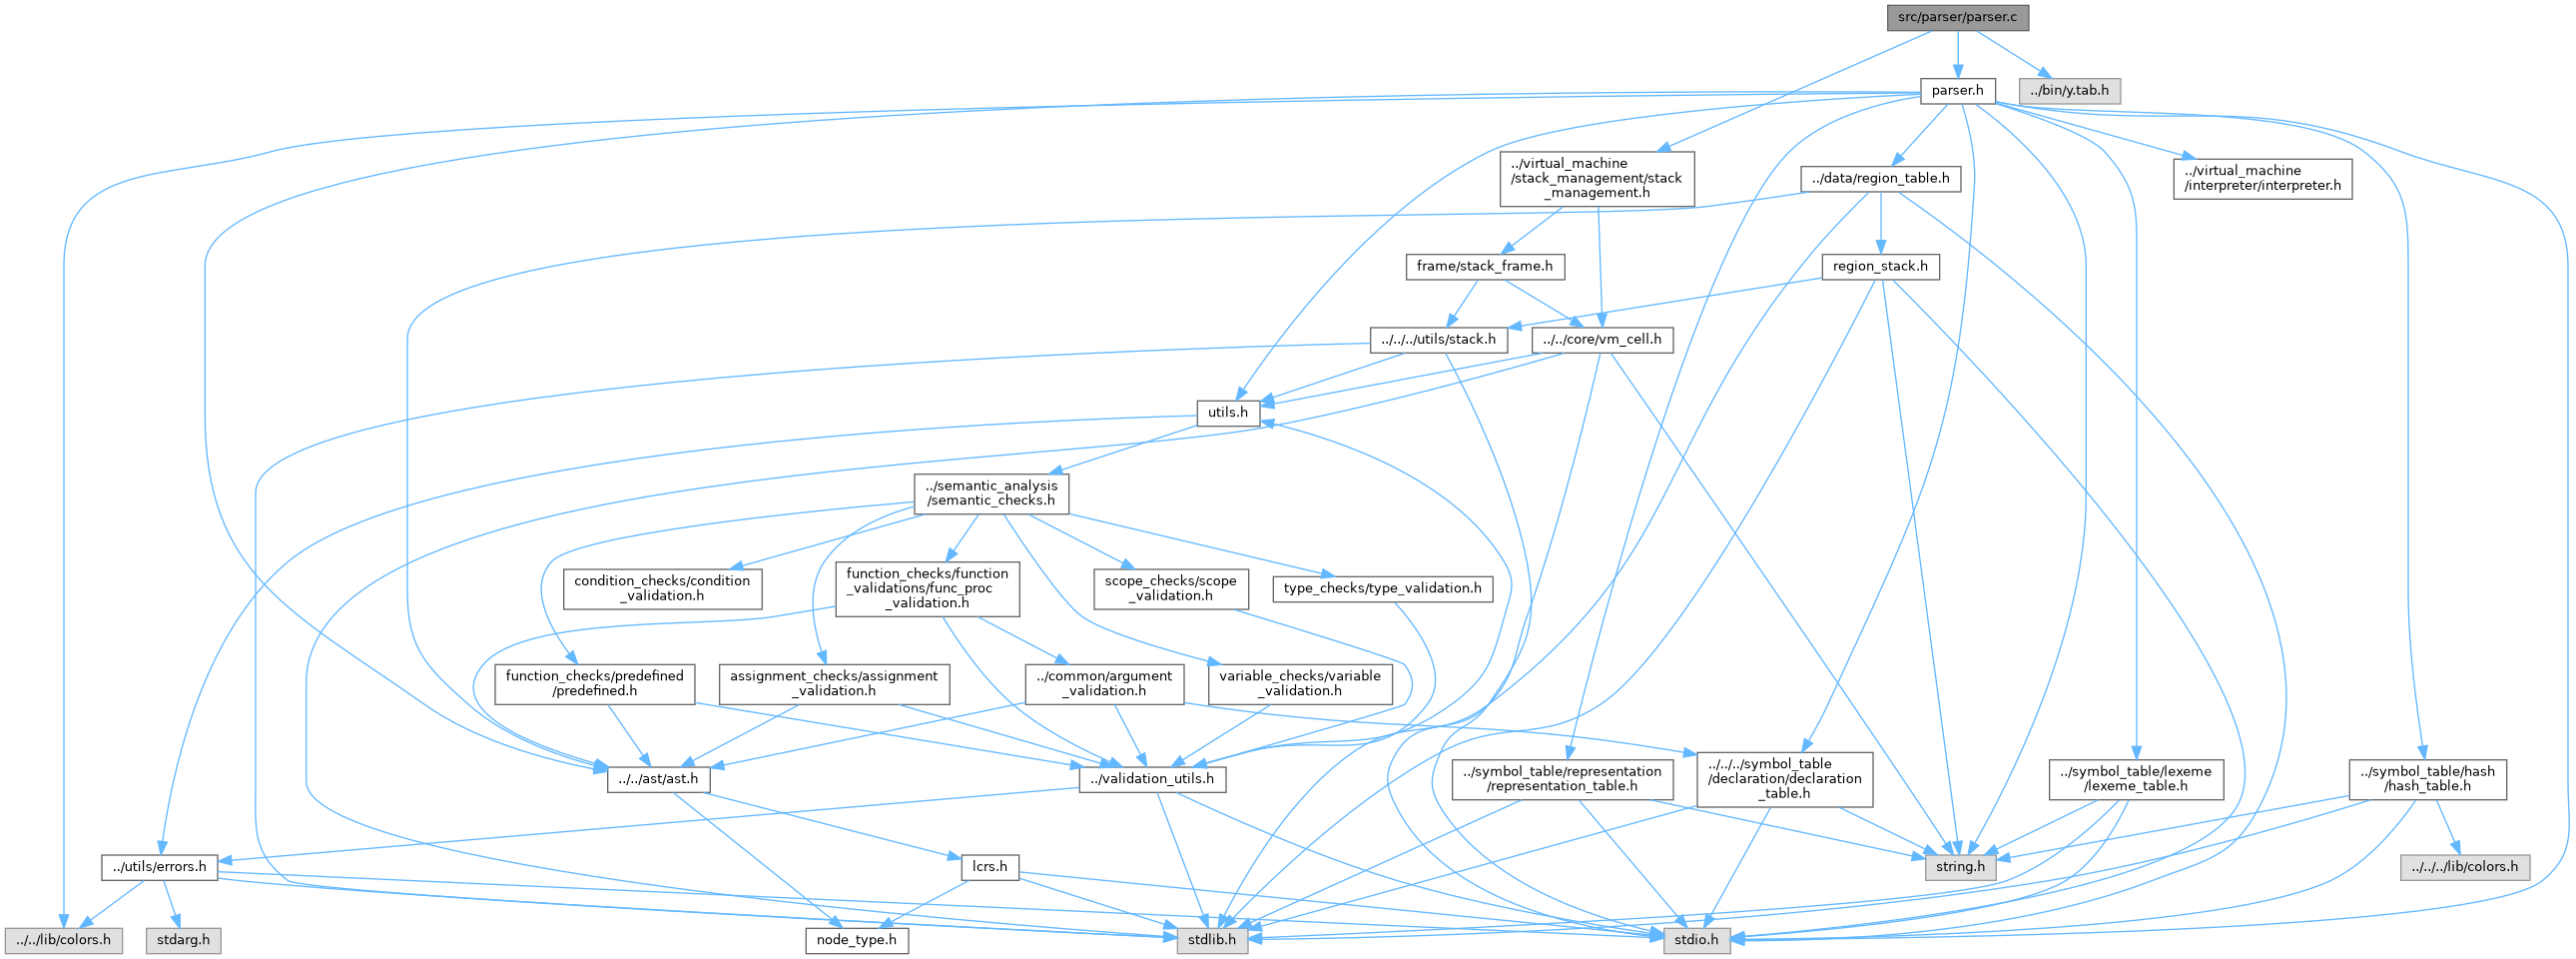 src/parser/parser.c
parser.h
../bin/y.tab.h
../virtual_machine
/stack_management/stack
_management.h
../data/region_table.h
../virtual_machine
/interpreter/interpreter.h
frame/stack_frame.h
region_stack.h
../../../utils/stack.h
../../core/vm_cell.h
utils.h
../semantic_analysis
/semantic_checks.h
condition_checks/condition
_validation.h
function_checks/function
_validations/func_proc
_validation.h
scope_checks/scope
_validation.h
type_checks/type_validation.h
function_checks/predefined
/predefined.h
assignment_checks/assignment
_validation.h
../common/argument
_validation.h
variable_checks/variable
_validation.h
../../ast/ast.h
../validation_utils.h
../symbol_table/representation
/representation_table.h
../../../symbol_table
/declaration/declaration
_table.h
../symbol_table/lexeme
/lexeme_table.h
../symbol_table/hash
/hash_table.h
../utils/errors.h
lcrs.h
string.h
../../../lib/colors.h
../../lib/colors.h
stdarg.h
node_type.h
stdlib.h
stdio.h